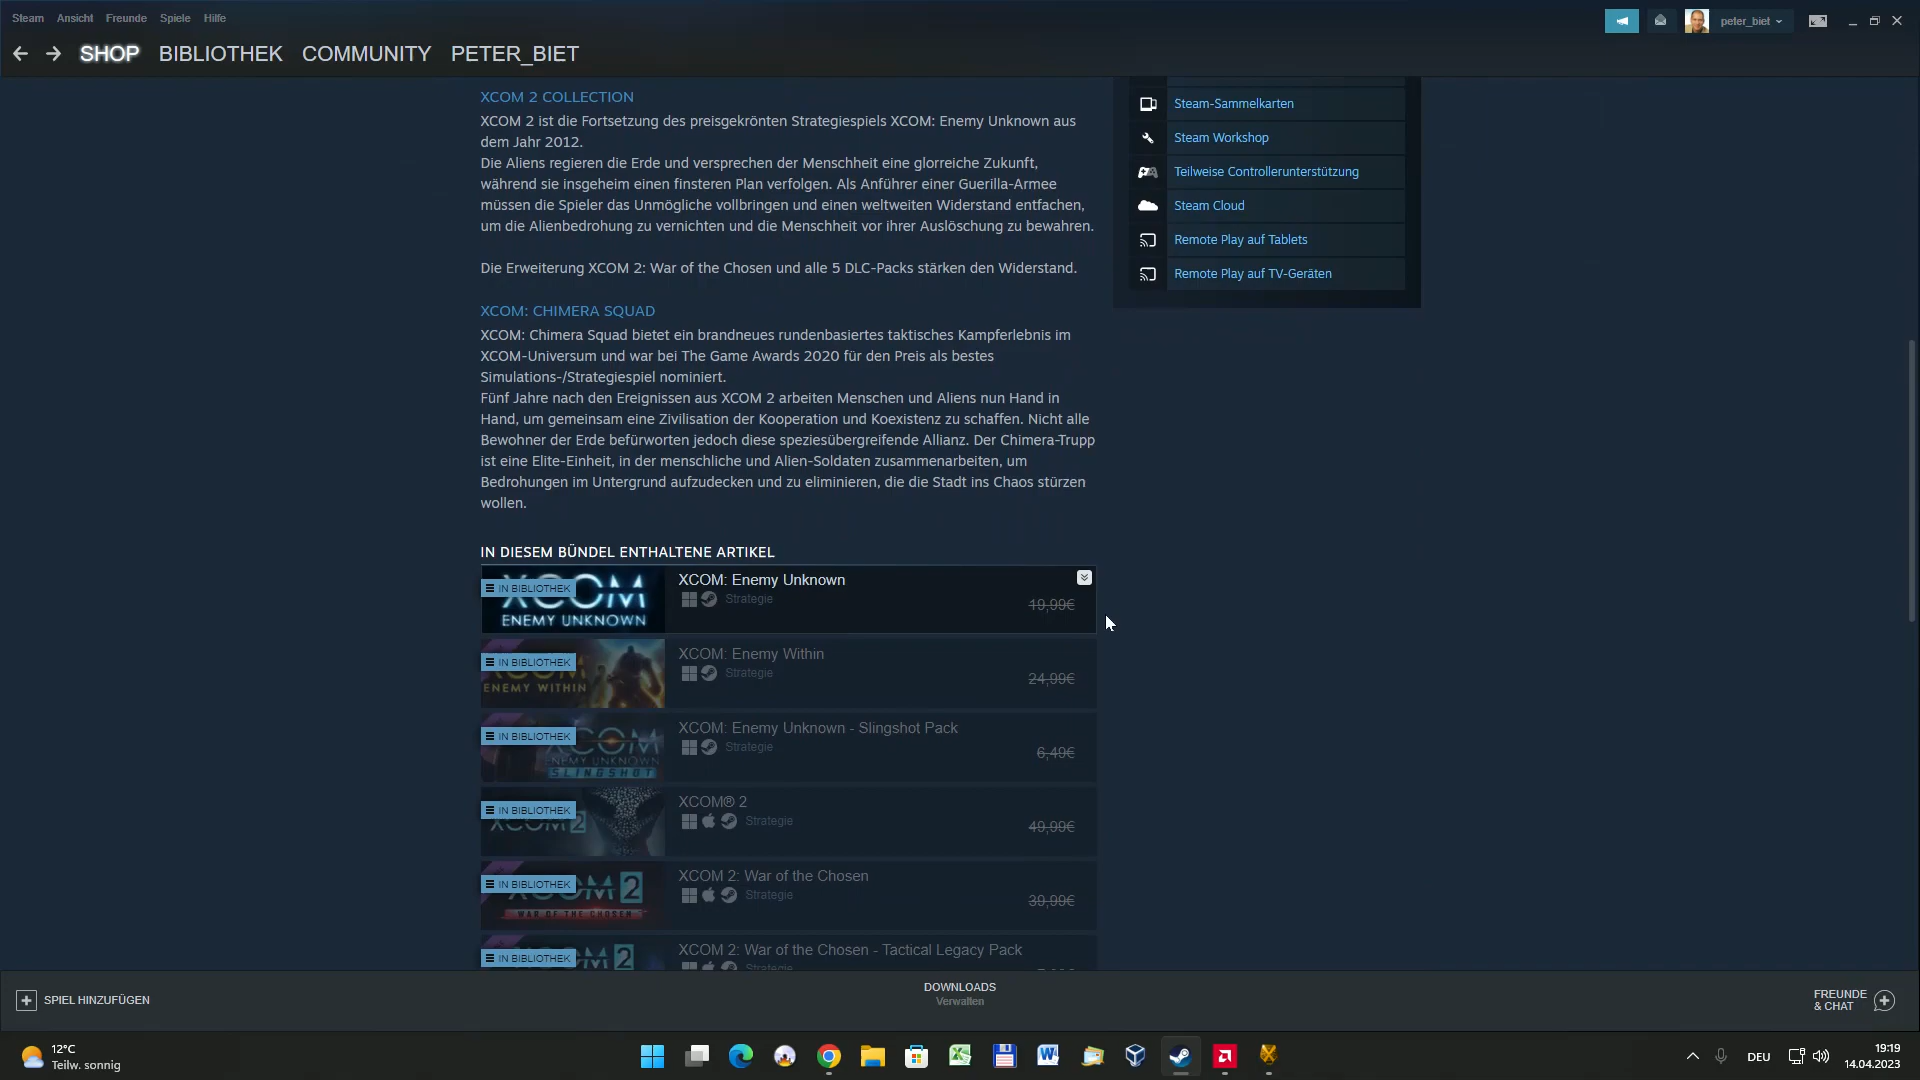 Steam Ansicht Freunde Spiele Hilfe
peter_biet
SHOP BIBLIOTHEK COMMUNITY PETER_BIET
XCOM 2 COLLECTION
XCOM 2 ist die Fortsetzung des preisgekrönten Strategiespiels XCOM: Enemy Unknown aus
dem Jahr 2012.
Die Aliens regieren die Erde und versprechen der Menschheit eine glorreiche Zukunft,
während sie insgeheim einen finsteren Plan verfolgen. Als Anführer einer Guerilla-Armee
müssen die Spieler das Unmögliche vollbringen und einen weltweiten Widerstand entfachen,
um die Alienbedrohung zu vernichten und die Menschheit vor ihrer Auslöschung zu bewahren.
Die Erweiterung XCOM 2: War of the Chosen und alle 5 DLC-Packs stärken den Widerstand.
XCOM: CHIMERA SQUAD
XCOM: Chimera Squad bietet ein brandneues rundenbasiertes taktisches Kampferlebnis im
XCOM-Universum und war bei The Game Awards 2020 für den Preis als bestes
Simulations-/Strategiespiel nominiert.
Fünf Jahre nach den Ereignissen aus XCOM 2 arbeiten Menschen und Aliens nun Hand in
Hand, um gemeinsam eine Zivilisation der Kooperation und Koexistenz zu schaffen. Nicht alle
Bewohner der Erde befürworten jedoch diese speziesübergreifende Allianz. Der Chimera-Trupp
ist eine Elite-Einheit, in der menschliche und Alien-Soldaten zusammenarbeiten, um
Bedrohungen im Untergrund aufzudecken und zu eliminieren, die die Stadt ins Chaos stürzen
wollen.
Steam-Sammelkarten
Steam Workshop
Teilweise Controllerunterstützung
Steam Cloud
Remote Play auf Tablets
Remote Play auf TV-Geräten
IN DIESEM BÜNDEL ENTHALTENE ARTIKEL
IN BIBLIOTHEK
XCOM
ENEMY UNKNOWN
XCOM: Enemy Unknown
Strategie
19,99€
IN BIBLIOTHEK
ENEMY WITHIN
XCOM: Enemy Within
Strategie
24,99€
IN BIBLIOTHEK
XCOM
ENEMY UNKNOWN
SLINGSHOT
XCOM: Enemy Unknown - Slingshot Pack
Strategie
6,49€
IN BIBLIOTHEK
XCOM 2
XCOM® 2
Strategie
49,99€
IN BIBLIOTHEK
XCOM 2
WAR OF THE CHOSEN
XCOM 2: War of the Chosen
Strategie
39,99€
IN BIBLIOTHEK
XCOM 2: War of the Chosen - Tactical Legacy Pack
Strategie
SPIEL HINZUFÜGEN
DOWNLOADS
Verwalten
FREUNDE
& CHAT
12°C
Teilw. sonnig
DEU
19:19
14.04.2023